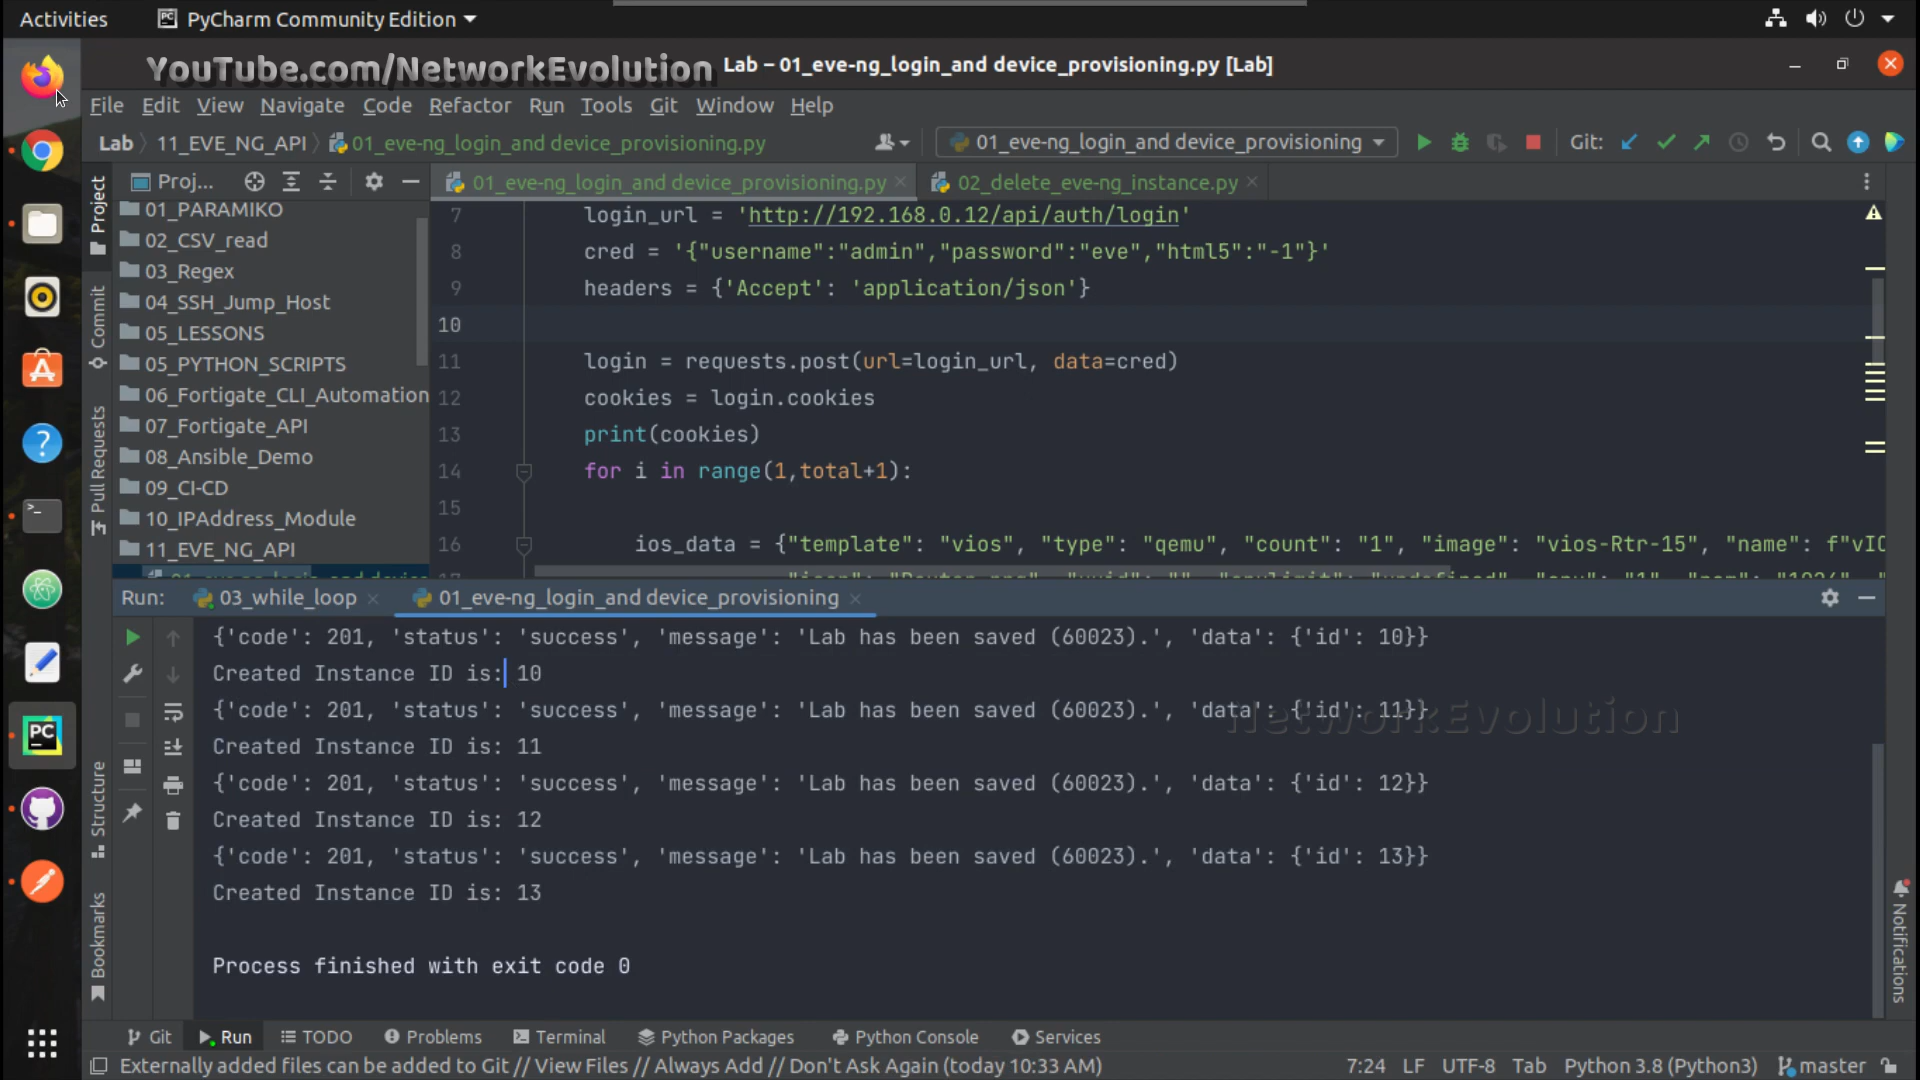 Activities
PyCharm Community Edition
YouTube.com/NetworkEvolution
Lab – 01_eve-ng_login_and device_provisioning.py [Lab]
File Edit View Navigate Code Refactor Run Tools Git Window Help
Lab 11_EVE_NG_API 01_eve-ng_login_and device_provisioning.py
01_eve-ng_login_and device_provisioning
Git:
Project
Commit
Pull Requests
Structure
Bookmarks
Notifications
Proj...
01_PARAMIKO
02_CSV_read
03_Regex
04_SSH_Jump_Host
05_LESSONS
05_PYTHON_SCRIPTS
06_Fortigate_CLI_Automation
07_Fortigate_API
08_Ansible_Demo
09_CI-CD
10_IPAddress_Module
11_EVE_NG_API
01_eve-ng_login_and device_provisioning.py
02_delete_eve-ng_instance.py
7 login_url = 'http://192.168.0.12/api/auth/login'
8 cred = '{"username":"admin","password":"eve","html5":"-1"}'
9 headers = {'Accept': 'application/json'}
10
11 login = requests.post(url=login_url, data=cred)
12 cookies = login.cookies
13 print(cookies)
14 for i in range(1,total+1):
15
16 ios_data = {"template": "vios", "type": "qemu", "count": "1", "image": "vios-Rtr-15", "name": f"vIO
Run: 03_while_loop 01_eve-ng_login_and device_provisioning
{'code': 201, 'status': 'success', 'message': 'Lab has been saved (60023).', 'data': {'id': 10}}
Created Instance ID is: 10
{'code': 201, 'status': 'success', 'message': 'Lab has been saved (60023).', 'data': {'id': 11}}
NetworkEvolution
Created Instance ID is: 11
{'code': 201, 'status': 'success', 'message': 'Lab has been saved (60023).', 'data': {'id': 12}}
Created Instance ID is: 12
{'code': 201, 'status': 'success', 'message': 'Lab has been saved (60023).', 'data': {'id': 13}}
Created Instance ID is: 13
Process finished with exit code 0
Git Run TODO Problems Terminal Python Packages Python Console Services
Externally added files can be added to Git // View Files // Always Add // Don't Ask Again (today 10:33 AM)
7:24 LF UTF-8 Tab Python 3.8 (Python3) master